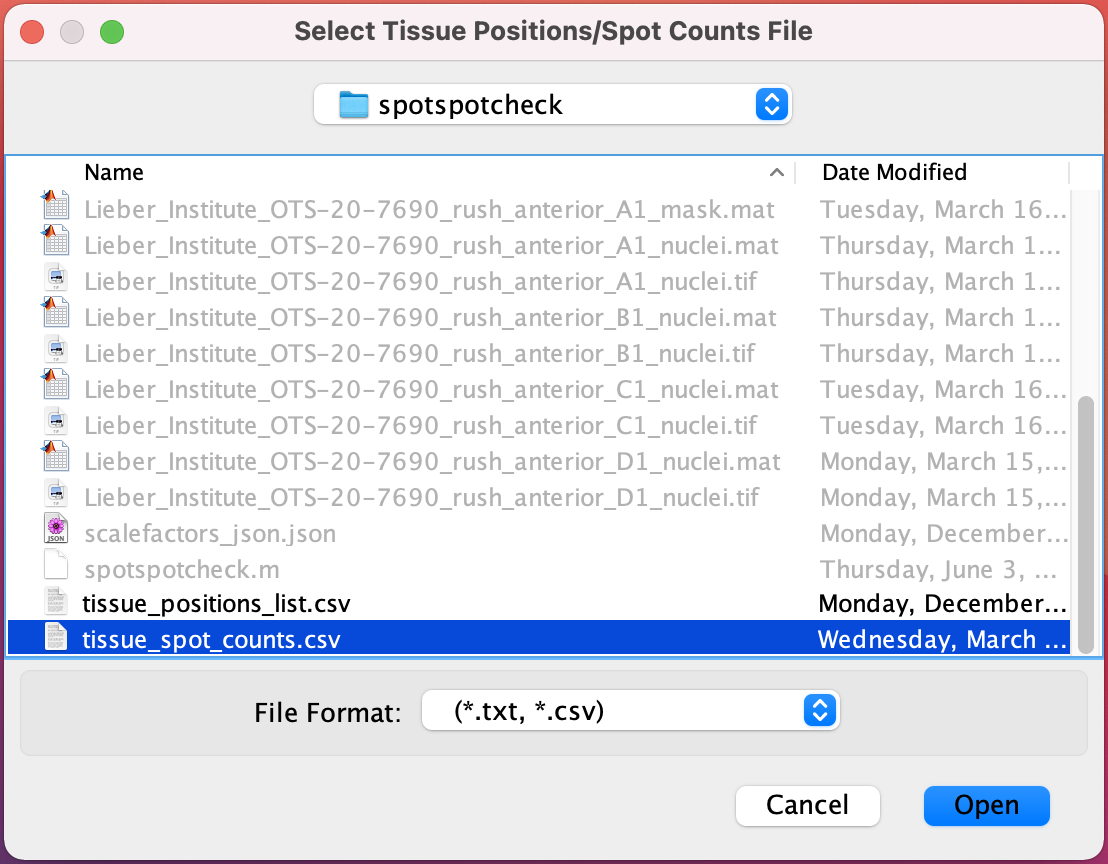 Select Tissue Positions/Spot Counts File
spotspotcheck
Name Date Modified
Lieber_Institute_OTS-20-7690_rush_anterior_A1_mask.mat Tuesday, March 16...
Lieber_Institute_OTS-20-7690_rush_anterior_A1_nuclei.mat Thursday, March 1...
Lieber_Institute_OTS-20-7690_rush_anterior_A1_nuclei.tif Thursday, March 1...
Lieber_Institute_OTS-20-7690_rush_anterior_B1_nuclei.mat Thursday, March 1...
Lieber_Institute_OTS-20-7690_rush_anterior_B1_nuclei.tif Thursday, March 1...
Lieber_Institute_OTS-20-7690_rush_anterior_C1_nuclei.mat Tuesday, March 16...
Lieber_Institute_OTS-20-7690_rush_anterior_C1_nuclei.tif Tuesday, March 16...
Lieber_Institute_OTS-20-7690_rush_anterior_D1_nuclei.mat Monday, March 15,...
Lieber_Institute_OTS-20-7690_rush_anterior_D1_nuclei.tif Monday, March 15,...
JSON scalefactors_json.json Monday, December...
spotspotcheck.m Thursday, June 3, ...
tissue_positions_list.csv Monday, December...
tissue_spot_counts.csv Wednesday, March ...
File Format: (*.txt, *.csv)
Cancel Open